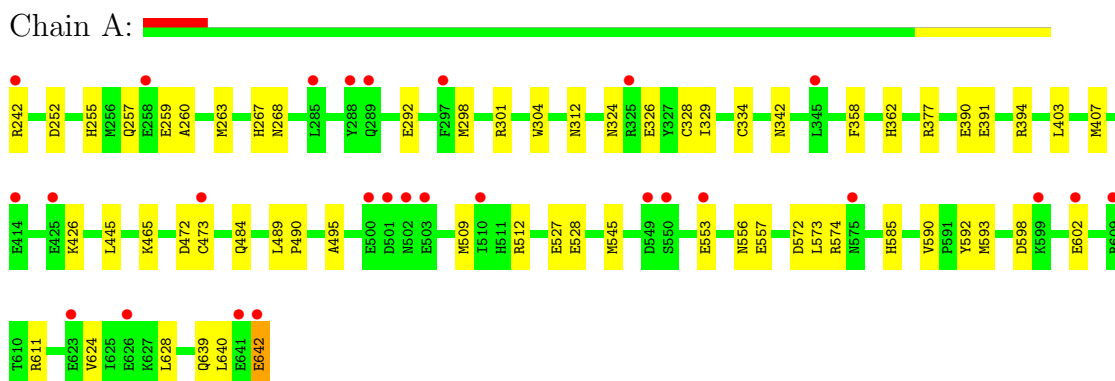 Chain A:
R242 D252 H255 M256 Q257 E258 E259 A260 M263 H267 N268 L285 Y288 Q289 E292 F297 M298 R301 W304 N312 N324 R325 E326 Y327 C328 I329 C334 N342 L345 F358 H362 R377 E390 E391 R394 L403 M407
E414 E425 K426 L445 K465 D472 C473 Q484 L489 P490 A495 E500 D501 N502 E503 M509 I510 H511 R512 E527 E528 M545 D549 S550 E553 N556 E557 D572 L573 R574 N575 H585 V590 P591 Y592 M593 D598 K599 E602
T610 R611 E623 V624 I625 E626 K627 L628 Q639 L640 E641 E642